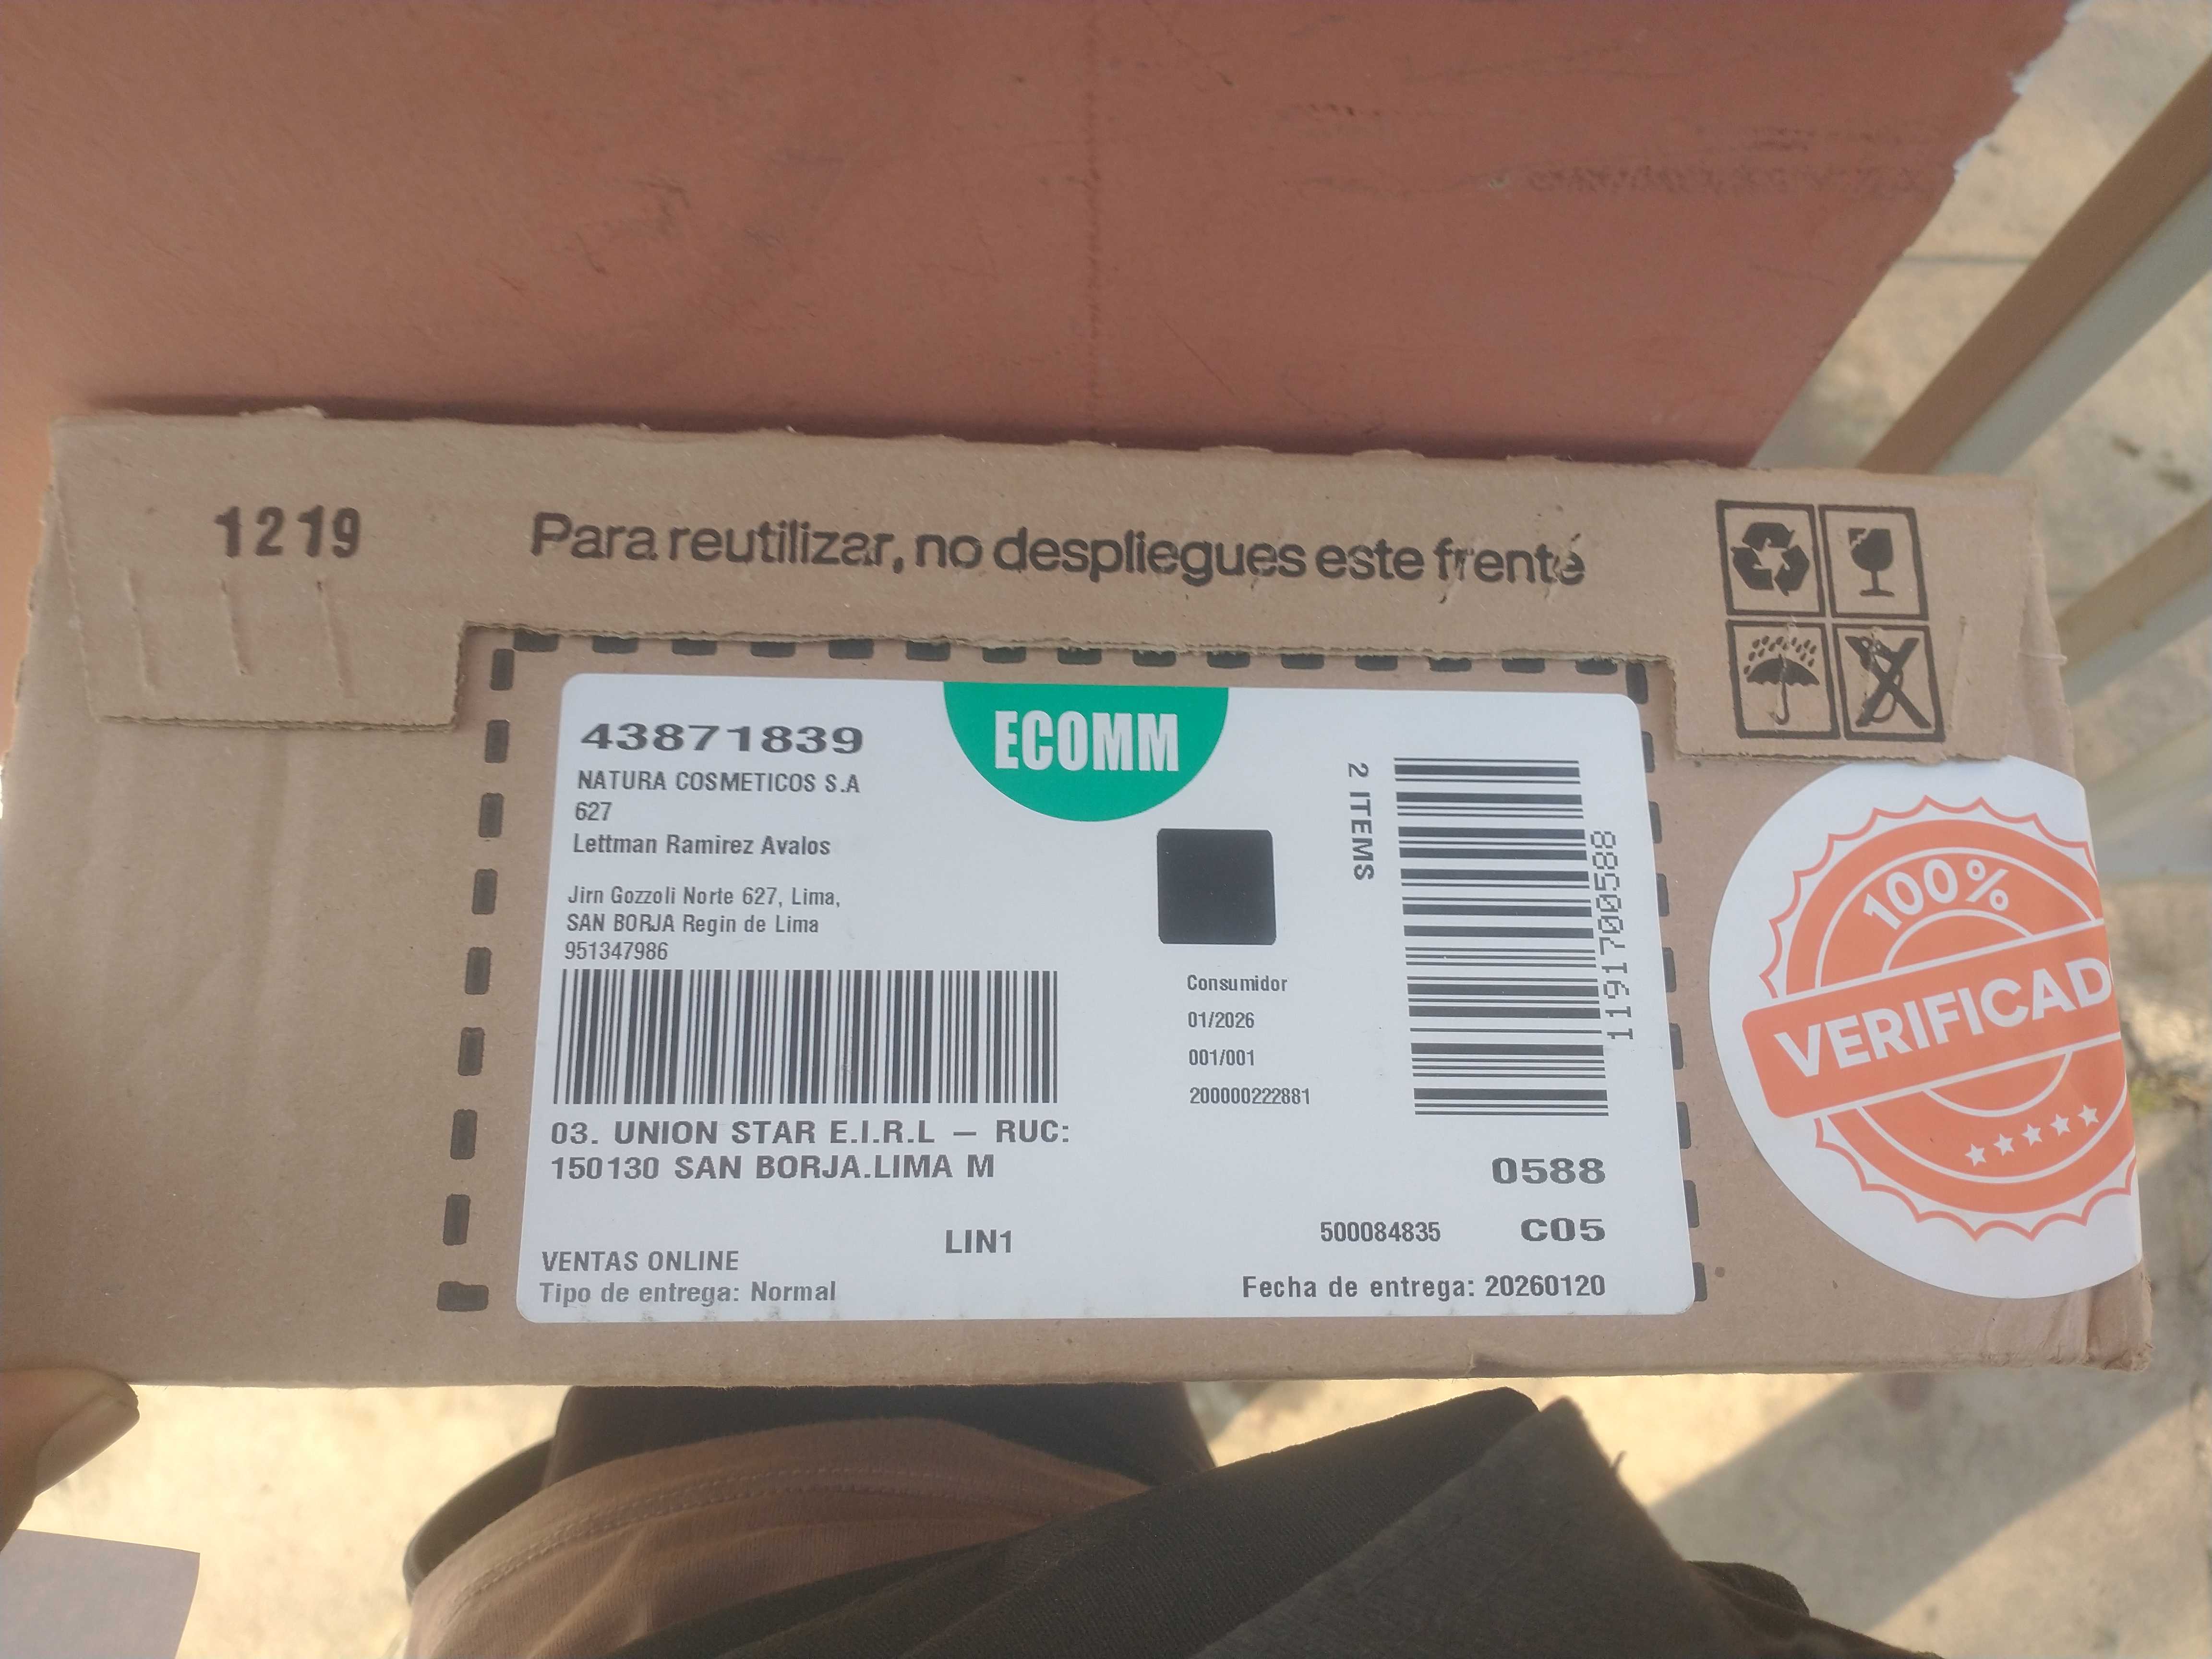 1219
Para reutilizar, no despliegues este frente
ECOMM
43871839
NATURA COSMETICOS S.A
627
Lettman Ramirez Avalos
Jirn Gozzoli Norte 627, Lima,
SAN BORJA Regin de Lima
951347986
2 ITEMS
11917005088
Consumidor
01/2026
001/001
200000222881
03. UNION STAR E.I.R.L — RUC:
150130 SAN BORJA.LIMA M
0588
LIN1
500084835 C05
VENTAS ONLINE
Tipo de entrega: Normal
Fecha de entrega: 20260120
100%
VERIFICAD